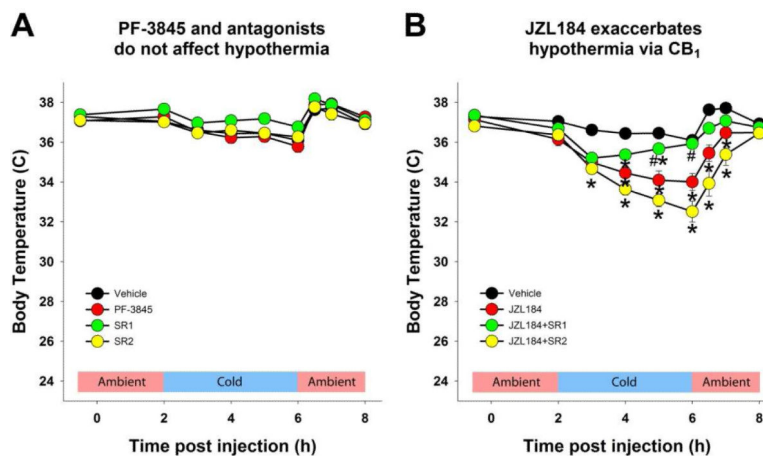 A
PF-3845 and antagonists
do not affect hypothermia
Body Temperature (C)
38
36
34
32
30
28
26
24
Vehicle
PF-3845
SR1
SR2
Ambient
Cold
Ambient
0
2
4
6
8
Time post injection (h)
B
JZL184 exaccerbates
hypothermia via CB1
Body Temperature (C)
38
36
34
32
30
28
26
24
*
*
*
*
#*
*
*
#
*
*
*
*
*
*
Vehicle
JZL184
JZL184+SR1
JZL184+SR2
Ambient
Cold
Ambient
0
2
4
6
8
Time post injection (h)